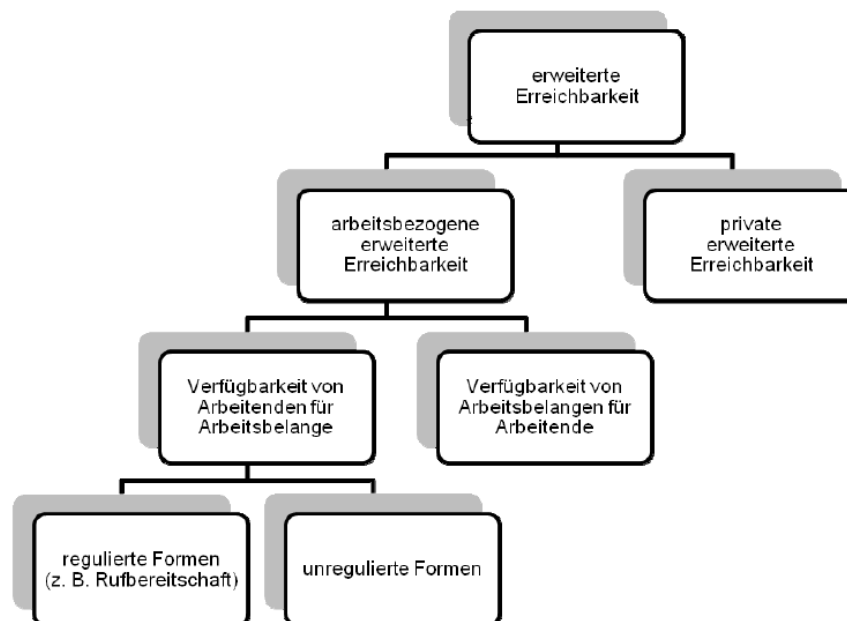 erweiterte
Erreichbarkeit
arbeitsbezogene
erweiterte
Erreichbarkeit
private
erweiterte
Erreichbarkeit
Verfügbarkeit von
Arbeitenden für
Arbeitsbelange
Verfügbarkeit von
Arbeitsbelangen für
Arbeitende
regulierte Formen
(z. B. Rufbereitschaft)
unregulierte Formen